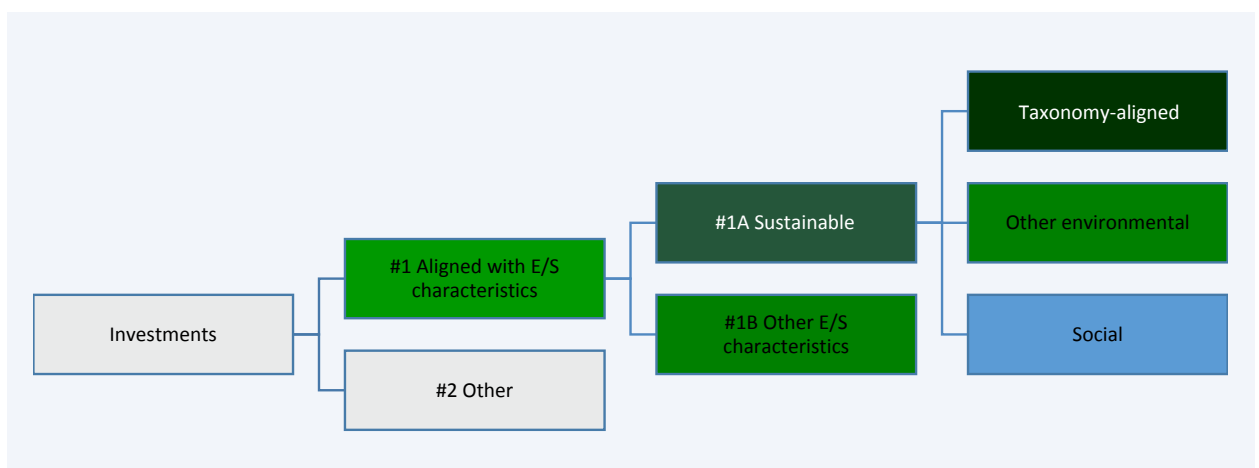 Investments
#1 Aligned with E/S
characteristics
#2 Other
#1A Sustainable
#1B Other E/S
characteristics
Taxonomy-aligned
Other environmental
Social